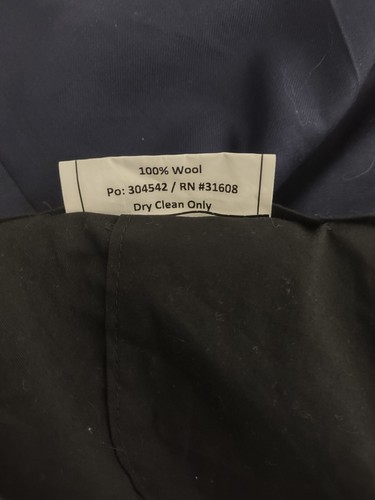 100% Wool
Po: 304542 / RN #31608
Dry Clean Only